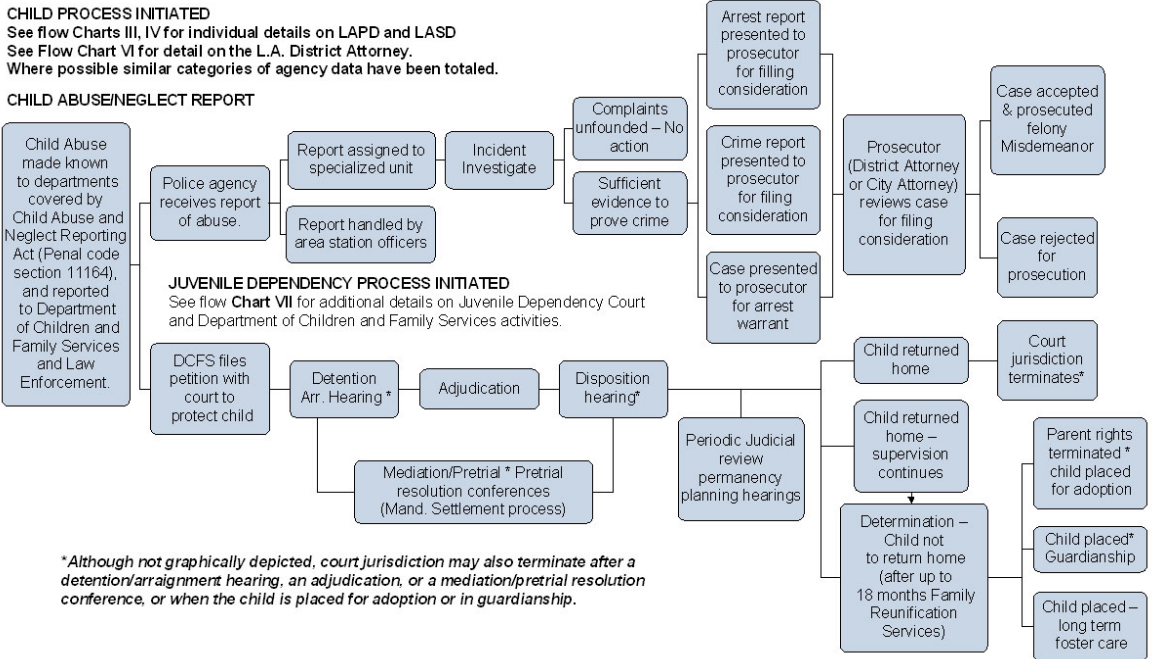 CHILD PROCESS INITIATED
See flow Charts III, IV for individual details on LAPD and LASD
See Flow Chart VI for detail on the L.A. District Attorney.
Where possible similar categories of agency data have been totaled.
CHILD ABUSE/NEGLECT REPORT
Child Abuse
made known
to departments
covered by
Child Abuse and
Neglect Reporting
Act (Penal code
section 11164),
and reported
to Department
of Children and
Family Services
and Law
Enforcement.
Police agency
receives report
of abuse.
Report assigned to
specialized unit
Report handled by
area station officers
Incident
Investigate
Complaints
unfounded – No
action
Sufficient
evidence to
prove crime
Arrest report
presented to
prosecutor
for filling
consideration
Crime report
presented to
prosecutor
for filling
consideration
Case presented
to prosecutor
for arrest
warrant
Prosecutor
(District Attorney
or City Attorney)
reviews case
for filing
consideration
Case accepted
& prosecuted
felony
Misdemeanor
Case rejected
for
prosecution
JUVENILE DEPENDENCY PROCESS INITIATED
See flow Chart VII for additional details on Juvenile Dependency Court
and Department of Children and Family Services activities.
DCFS files
petition with
court to
protect child
Detention
Arr. Hearing *
Adjudication
Disposition
hearing*
Mediation/Pretrial * Pretrial
resolution conferences
(Mand. Settlement process)
Periodic Judicial
review
permanency
planning hearings
Child returned
home
Court
jurisdiction
terminates*
Child returned
home –
supervision
continues
Determination –
Child not
to return home
(after up to
18 months Family
Reunification
Services)
Parent rights
terminated *
child placed
for adoption
Child placed*
Guardianship
Child placed –
long term
foster care
*Although not graphically depicted, court jurisdiction may also terminate after a
detention/arraignment hearing, an adjudication, or a mediation/pretrial resolution
conference, or when the child is placed for adoption or in guardianship.